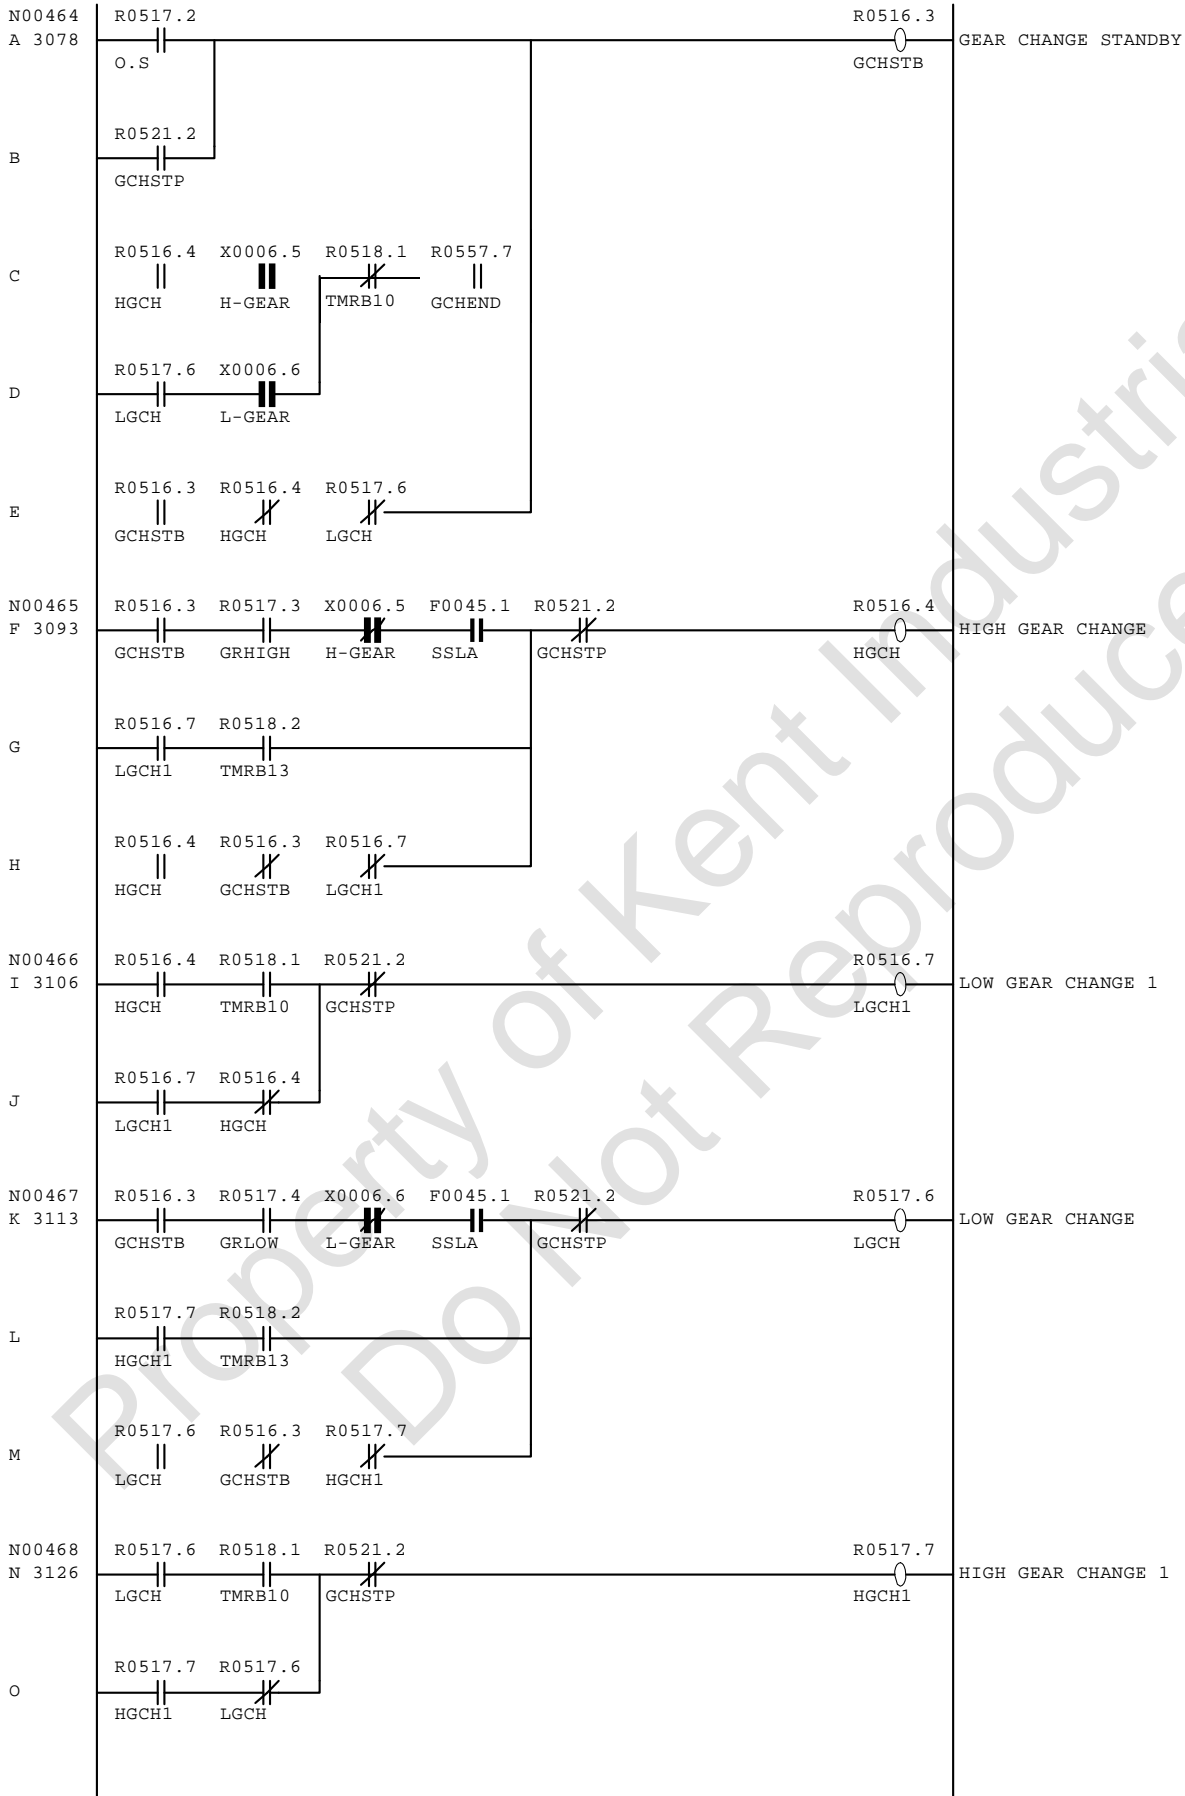 N00464 R0517.2 R0516.3
A 3078 GEAR CHANGE STANDBY
O.S GCHSTB
R0521.2
B
GCHSTP
R0516.4 X0006.5 R0518.1 R0557.7
C
HGCH H-GEAR TMRB10 GCHEND
R0517.6 X0006.6
D
LGCH L-GEAR
R0516.3 R0516.4 R0517.6
E
GCHSTB HGCH LGCH
N00465 R0516.3 R0517.3 X0006.5 F0045.1 R0521.2 R0516.4
F 3093 HIGH GEAR CHANGE
GCHSTB GRHIGH H-GEAR SSLA GCHSTP HGCH
R0516.7 R0518.2
G
LGCH1 TMRB13
R0516.4 R0516.3 R0516.7
H
HGCH GCHSTB LGCH1
N00466 R0516.4 R0518.1 R0521.2 R0516.7
I 3106 LOW GEAR CHANGE 1
HGCH TMRB10 GCHSTP LGCH1
R0516.7 R0516.4
J
LGCH1 HGCH
N00467 R0516.3 R0517.4 X0006.6 F0045.1 R0521.2 R0517.6
K 3113 LOW GEAR CHANGE
GCHSTB GRLOW L-GEAR SSLA GCHSTP LGCH
R0517.7 R0518.2
L
HGCH1 TMRB13
R0517.6 R0516.3 R0517.7
M
LGCH GCHSTB HGCH1
N00468 R0517.6 R0518.1 R0521.2 R0517.7
N 3126 HIGH GEAR CHANGE 1
LGCH TMRB10 GCHSTP HGCH1
R0517.7 R0517.6
O
HGCH1 LGCH
Property of Kent Industri
Do Not Reproduce